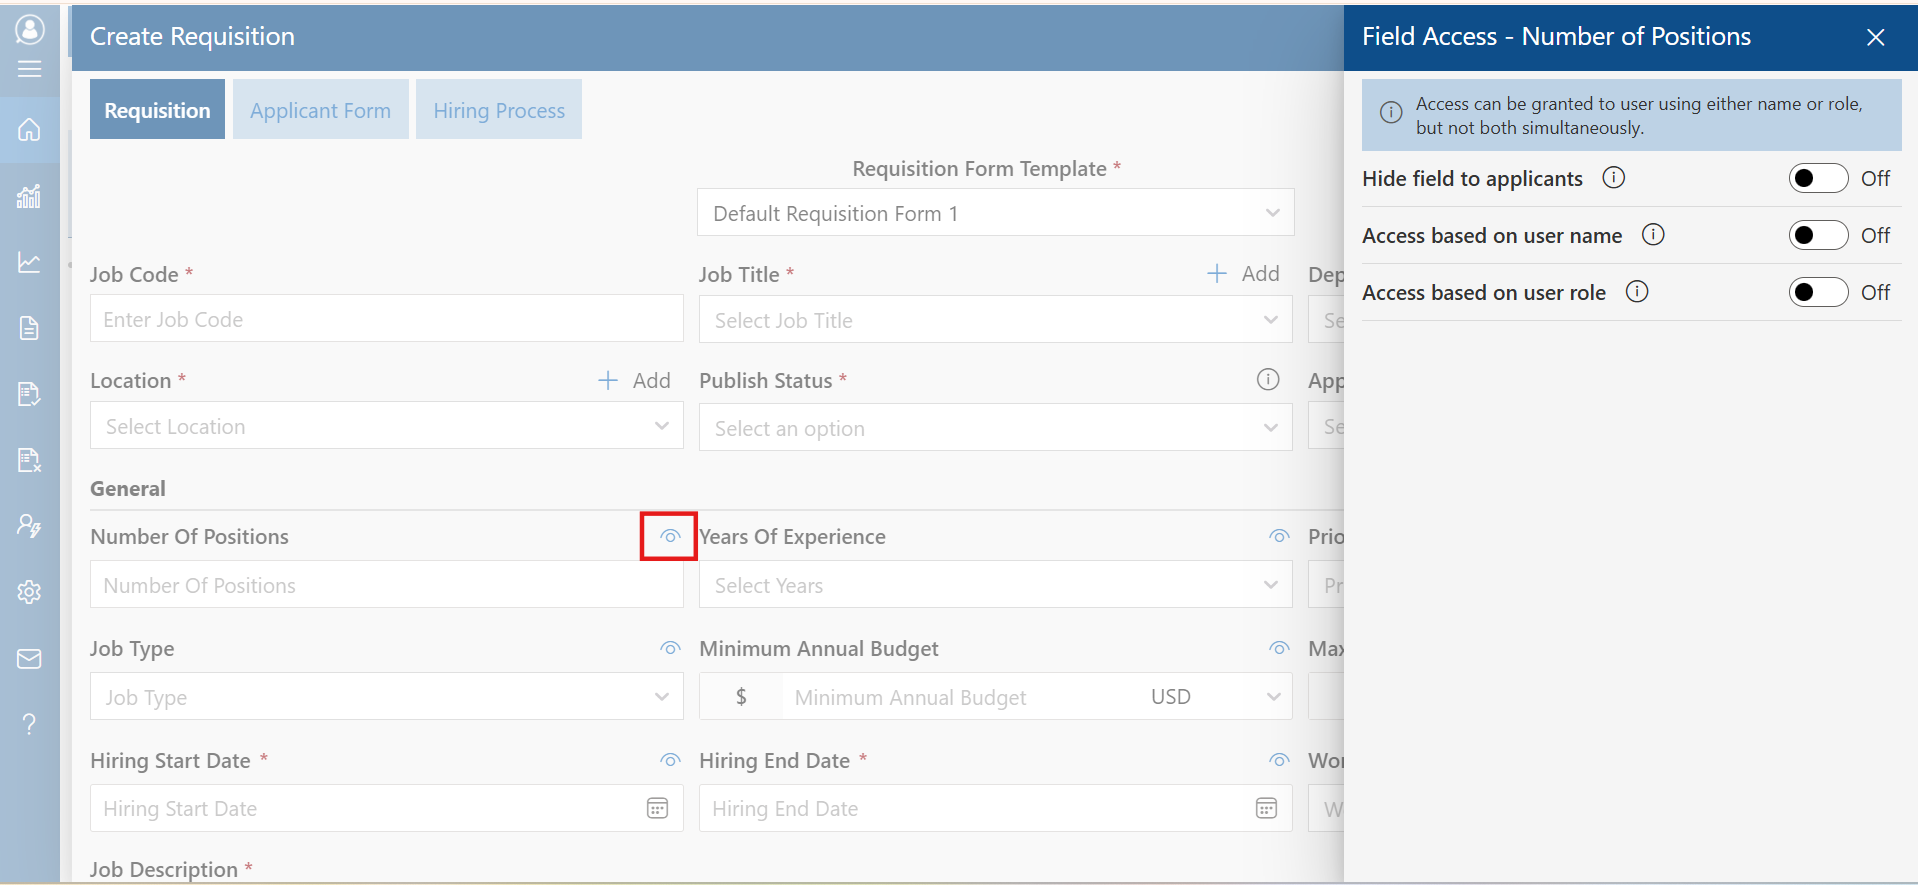 Create Requisition
Field Access - Number of Positions
Requisition
Applicant Form
Hiring Process
Access can be granted to user using either name or role,
but not both simultaneously.
Hide field to applicants
Off
Access based on user name
Off
Access based on user role
Off
Requisition Form Template *
Default Requisition Form 1
Job Code *
Enter Job Code
Job Title *
Add
Select Job Title
Dep
Se
Location *
Add
Select Location
Publish Status *
Select an option
App
Se
General
Number Of Positions
Number Of Positions
Years Of Experience
Select Years
Prio
Pr
Job Type
Job Type
Minimum Annual Budget
$
Minimum Annual Budget
USD
Max
Hiring Start Date *
Hiring Start Date
Hiring End Date *
Hiring End Date
Wor
W
Job Description *